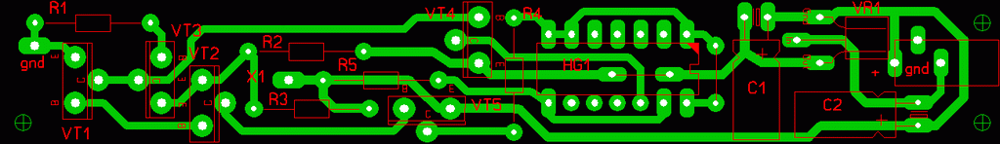 R1
VT3
VT4
R4
VR1
gnd
VT2
R2
R5
X1
HG1
gnd
+
+
+
R3
VT5
C1
C2
VT1
E
C
B
E
C
B
B
E
C
E